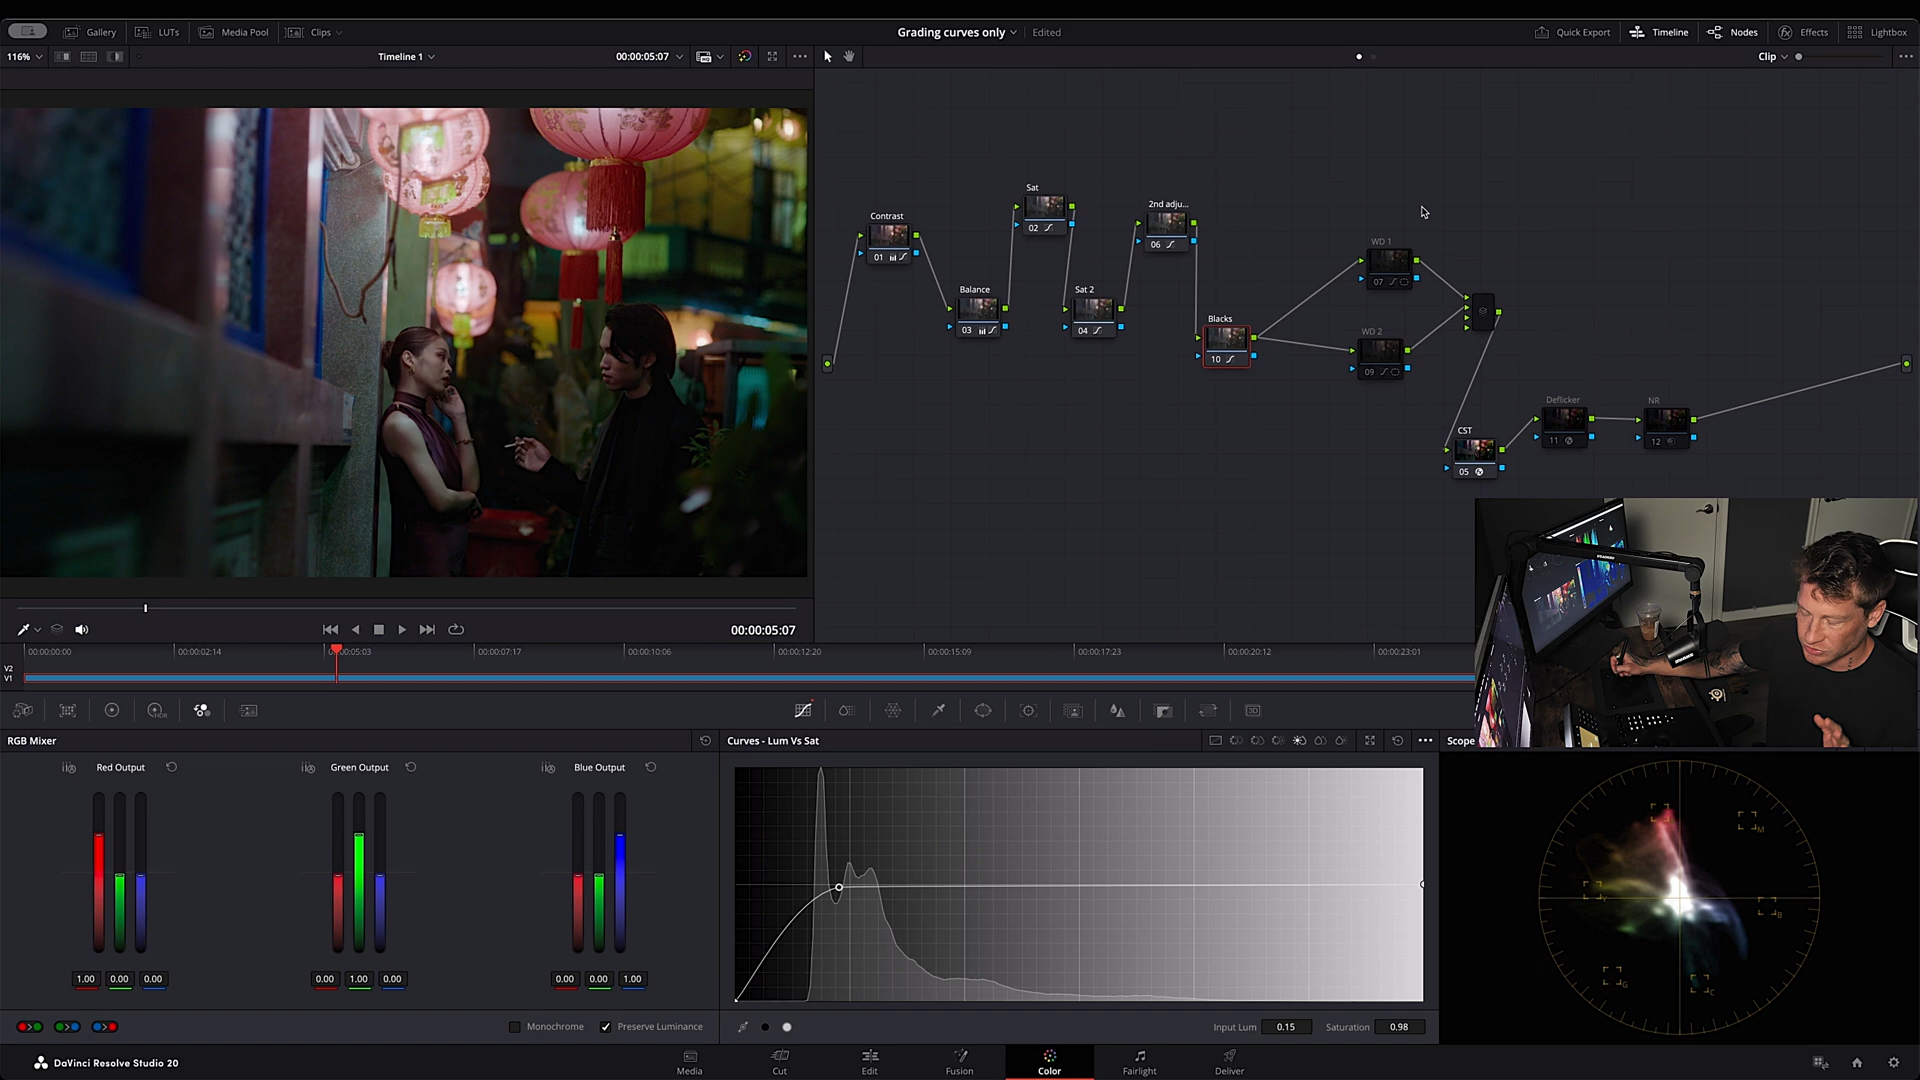 Gallery
LUTs
Media Pool
Clips
Grading curves only
Edited
Quick Export
Timeline
Nodes
Effects
Lightbox
116%
Timeline 1
00:00:05:07
Clip
Contrast
01
Balance
03
Sat
02
Sat 2
04
2nd adju...
06
Blacks
10
WD 1
07
WD 2
09
CST
05
Deflicker
11
NR
12
00:00:05:07
00:00:00:00
00:00:02:14
00:00:05:03
00:00:07:17
00:00:10:06
00:00:12:20
00:00:15:09
00:00:17:23
00:00:20:12
00:00:23:01
V2
V1
HDR
3D
RGB Mixer
Curves - Lum Vs Sat
Scope
Red Output
Green Output
Blue Output
1.00 0.00 0.00
0.00 1.00 0.00
0.00 0.00 1.00
M
Y
B
G
C
Monochrome
Preserve Luminance
Input Lum 0.15
Saturation 0.98
DaVinci Resolve Studio 20
Media
Cut
Edit
Fusion
Color
Fairlight
Deliver